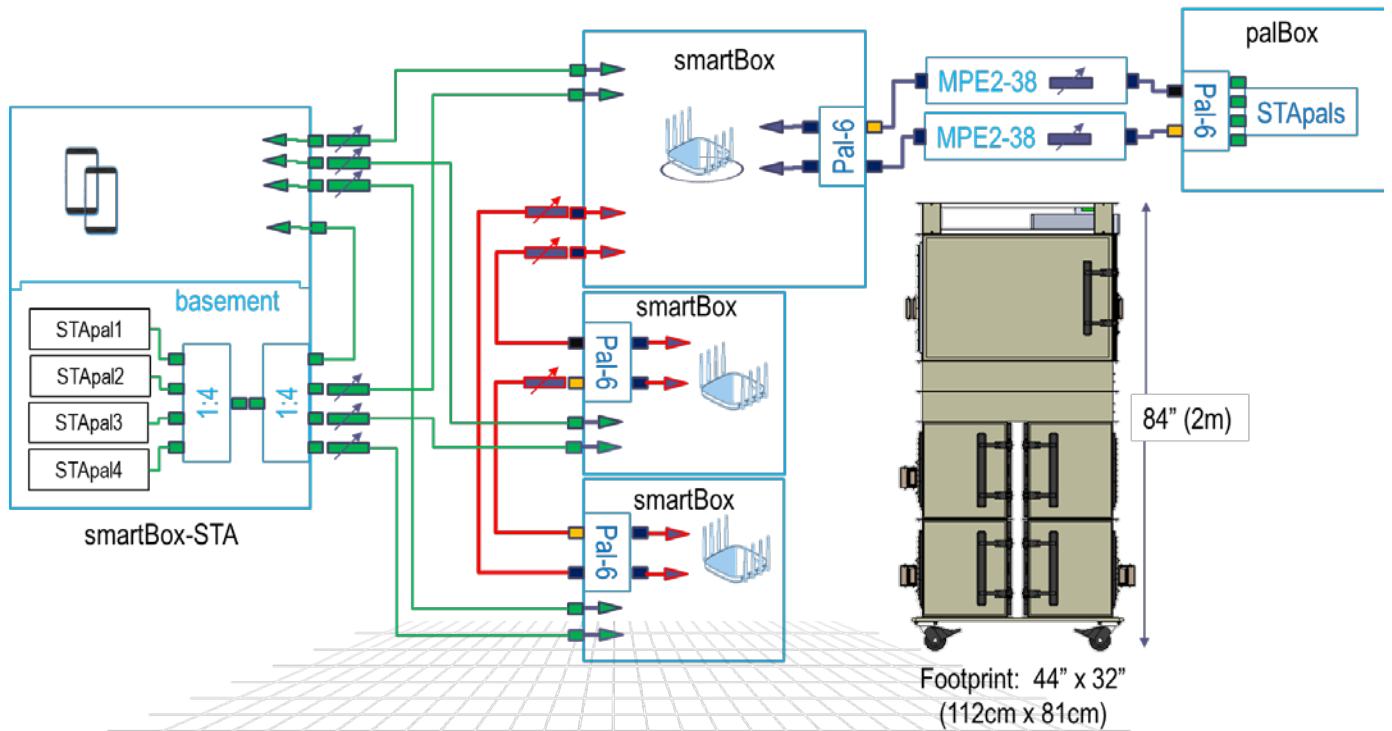 smartBox
MPE2-38
MPE2-38
Pal-6
palBox
Pal-6
STApals
basement
STApal1
STApal2
STApal3
STApal4
1:4
1:4
smartBox-STA
smartBox
Pal-6
smartBox
Pal-6
84” (2m)
Footprint: 44” x 32”
(112cm x 81cm)